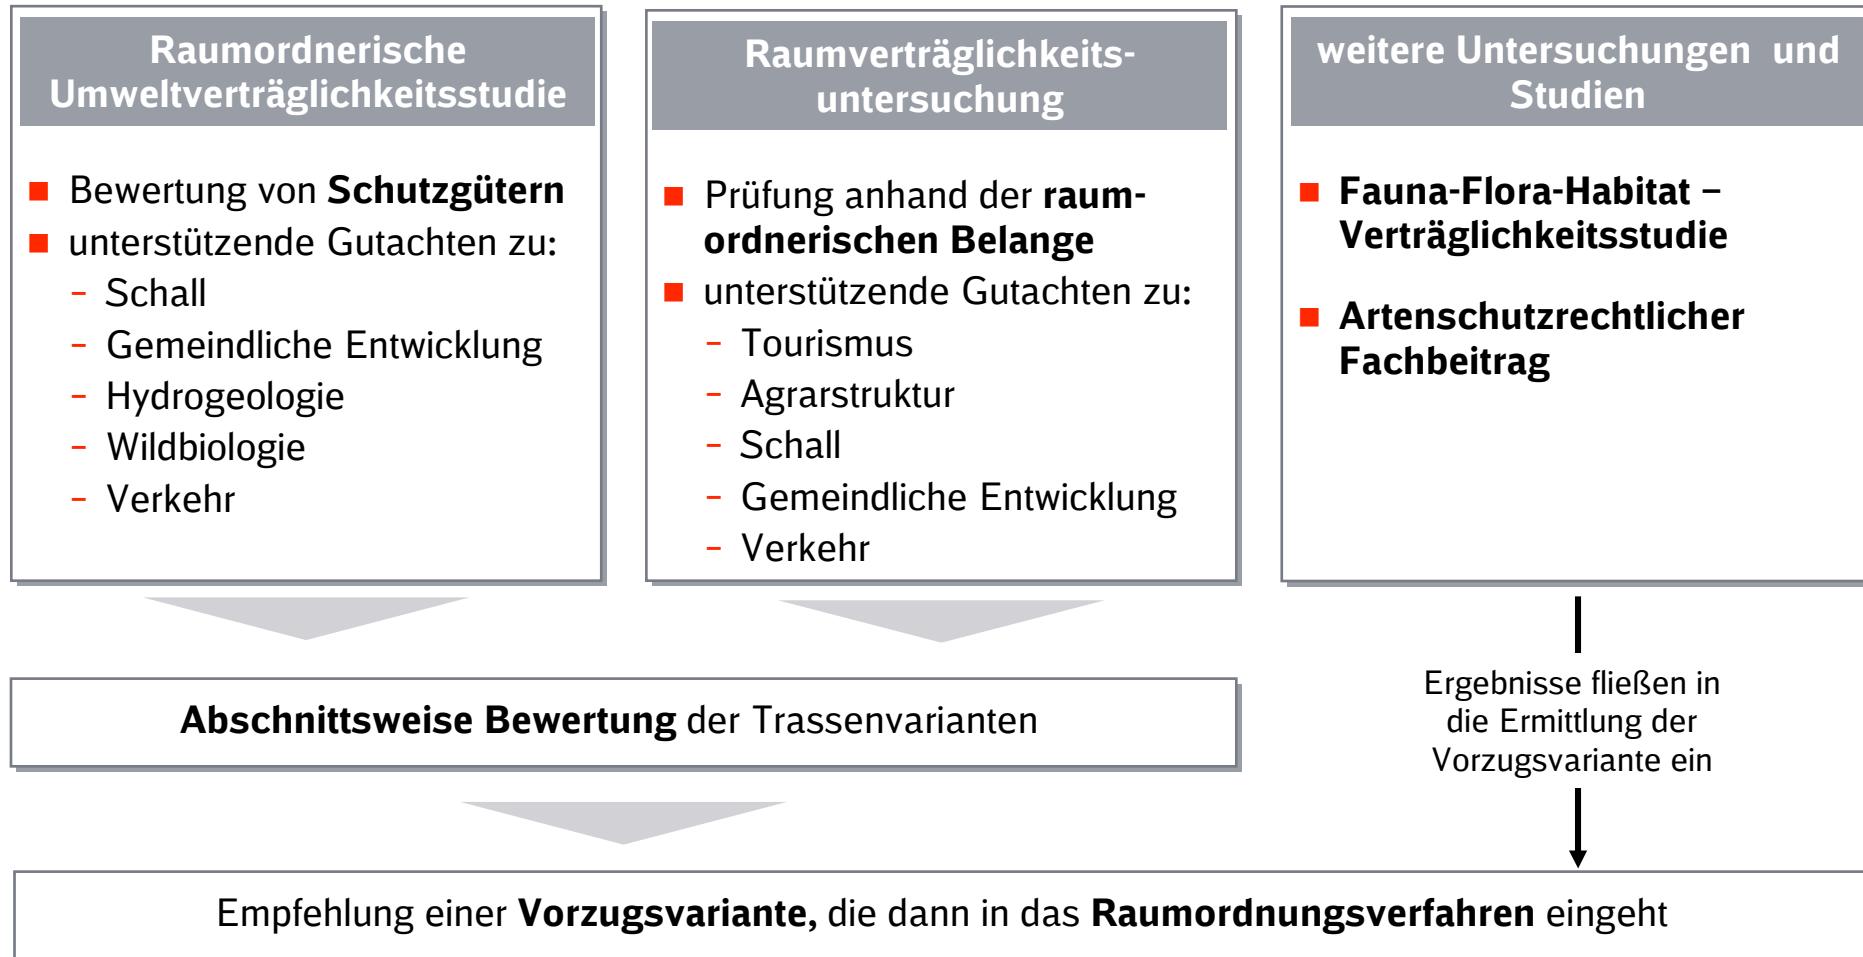 Raumordnerische
Umweltverträglichkeitsstudie
■ Bewertung von Schutzgütern
■ unterstützende Gutachten zu:
– Schall
– Gemeindliche Entwicklung
– Hydrogeologie
– Wildbiologie
– Verkehr
Raumverträglichkeits-
untersuchung
■ Prüfung anhand der raum-
ordnerischen Belange
■ unterstützende Gutachten zu:
– Tourismus
– Agrarstruktur
– Schall
– Gemeindliche Entwicklung
– Verkehr
weitere Untersuchungen und
Studien
■ Fauna-Flora-Habitat –
Verträglichkeitsstudie
■ Artenschutzrechtlicher
Fachbeitrag
Abschnittsweise Bewertung der Trassenvarianten
Ergebnisse fließen in
die Ermittlung der
Vorzugsvariante ein
Empfehlung einer Vorzugsvariante, die dann in das Raumordnungsverfahren eingeht